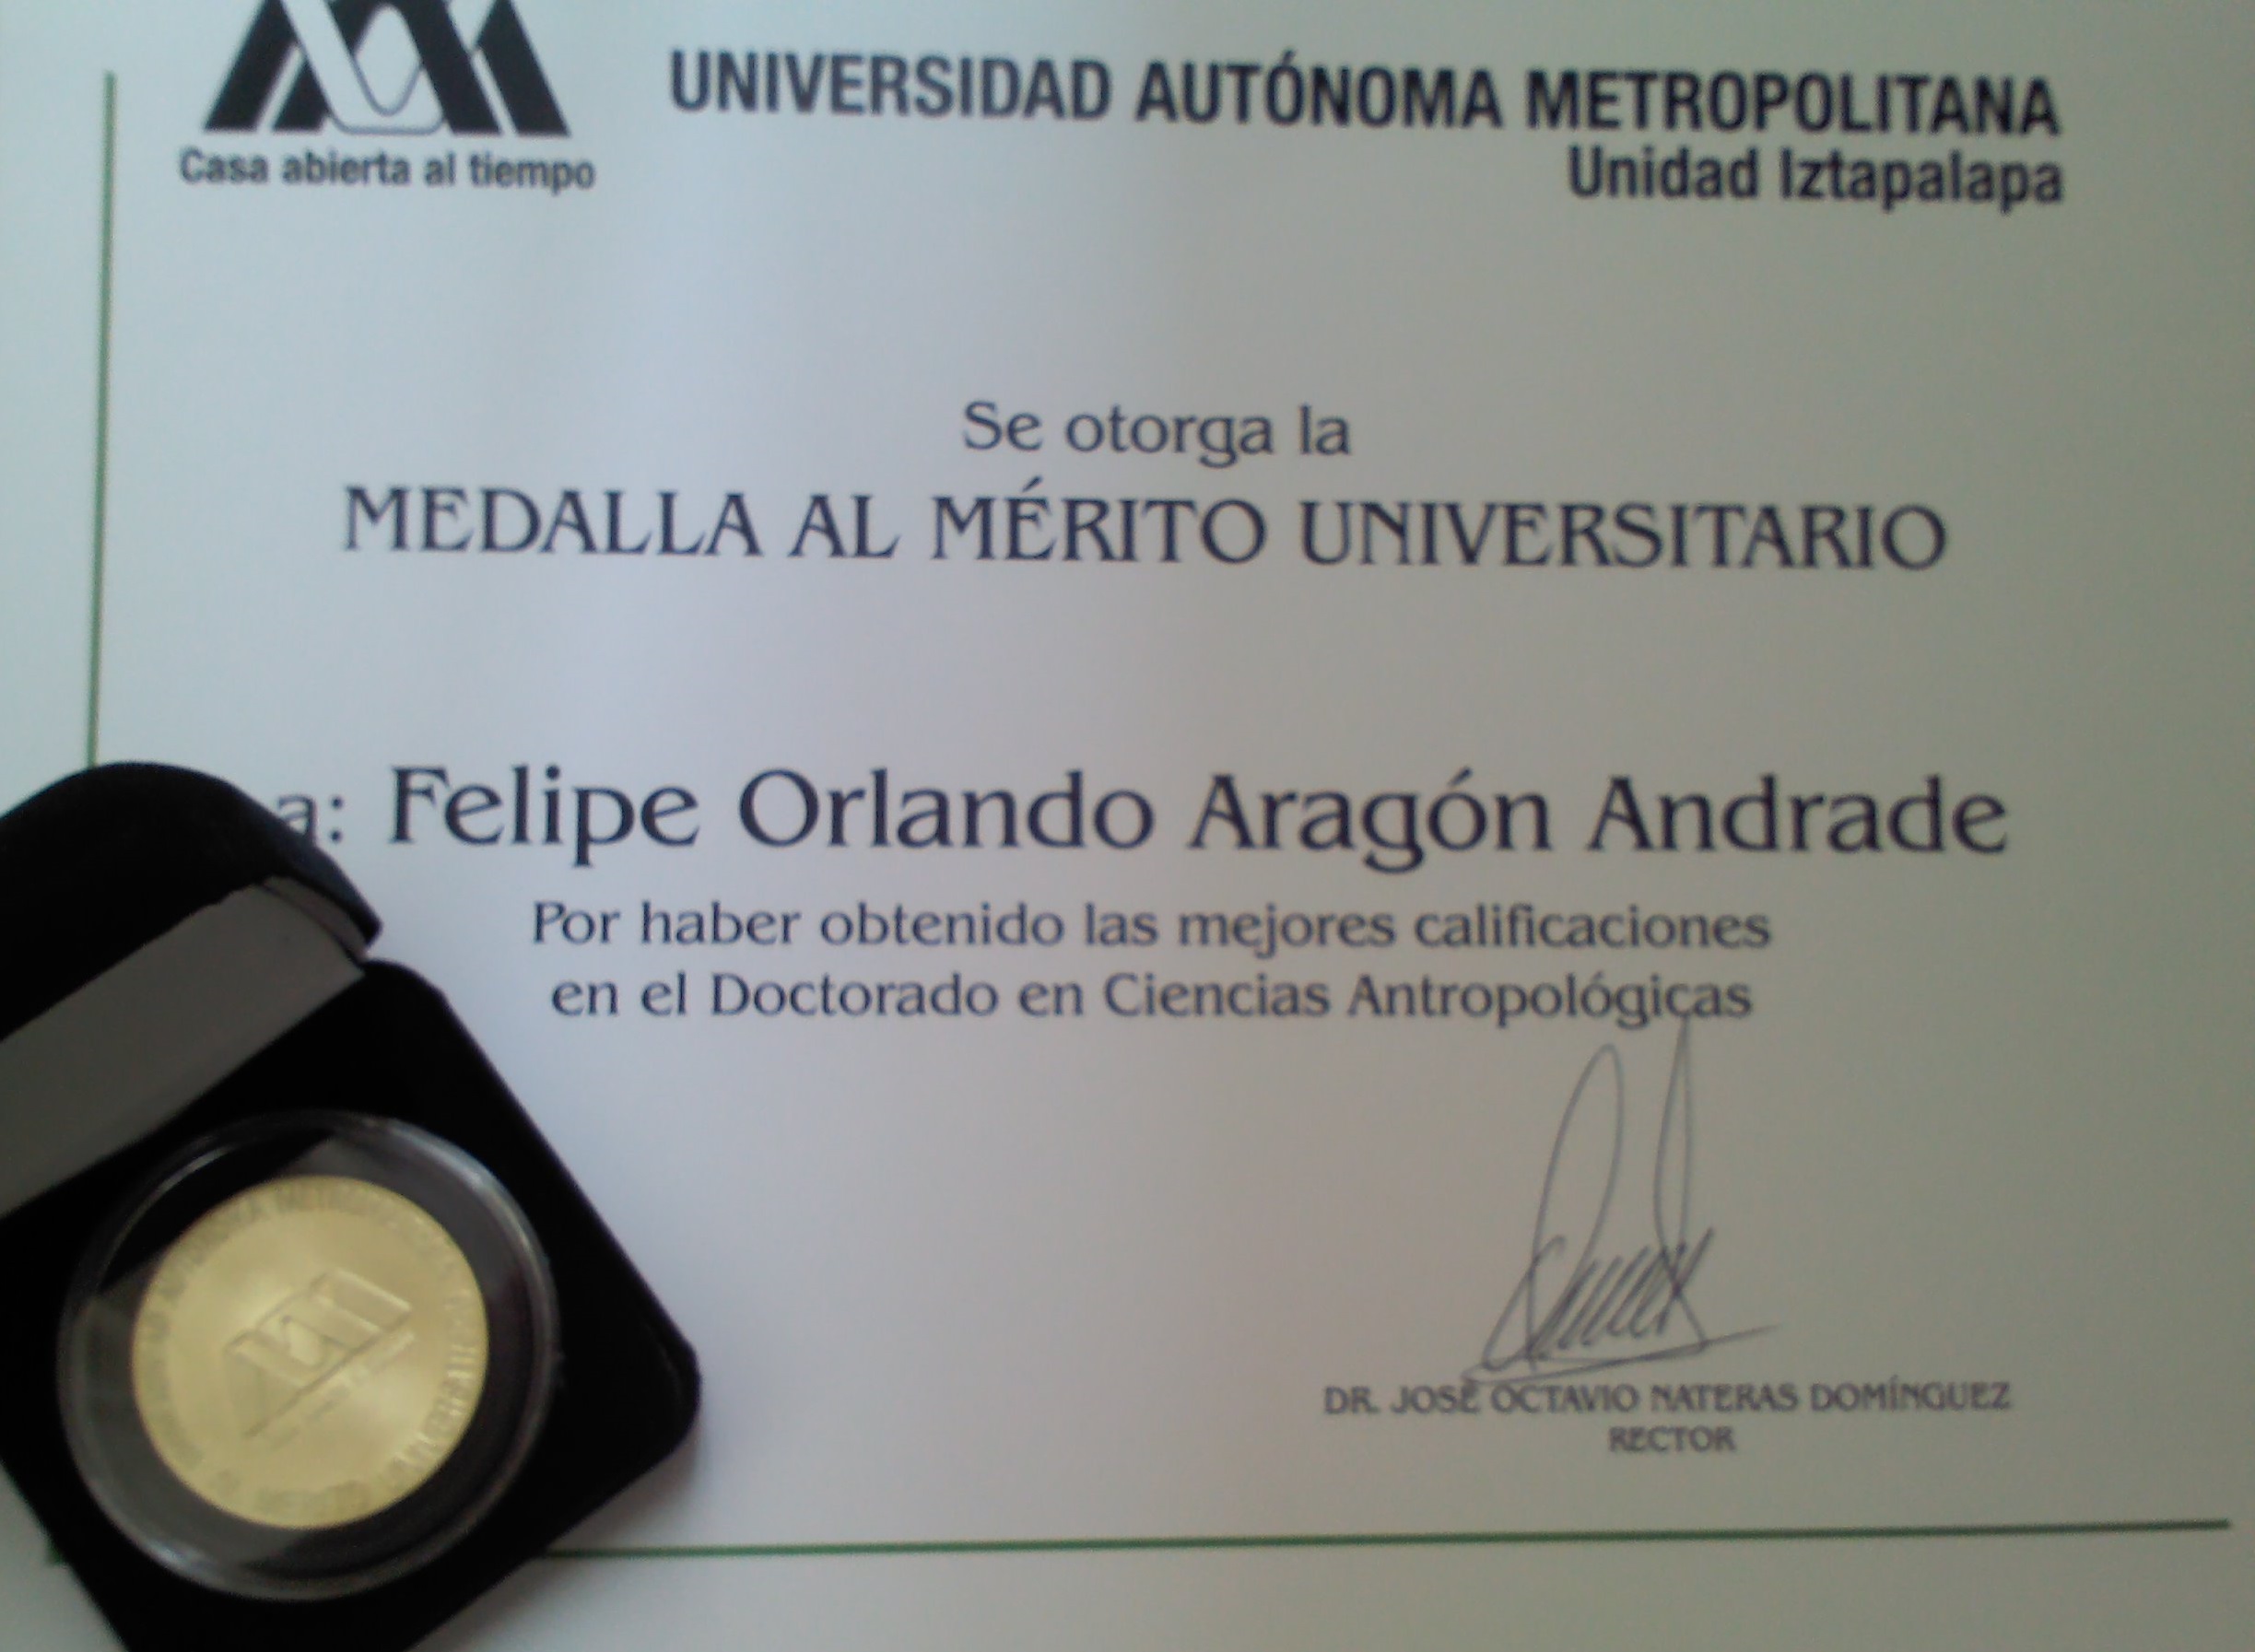 UNIVERSIDAD AUTÓNOMA METROPOLITANA
Unidad Iztapalapa
Casa abierta al tiempo
Se otorga la
MEDALLA AL MÉRITO UNIVERSITARIO
a: Felipe Orlando Aragón Andrade
Por haber obtenido las mejores calificaciones
en el Doctorado en Ciencias Antropológicas
DR. JOSÉ OCTAVIO NATERAS DOMÍNGUEZ
RECTOR